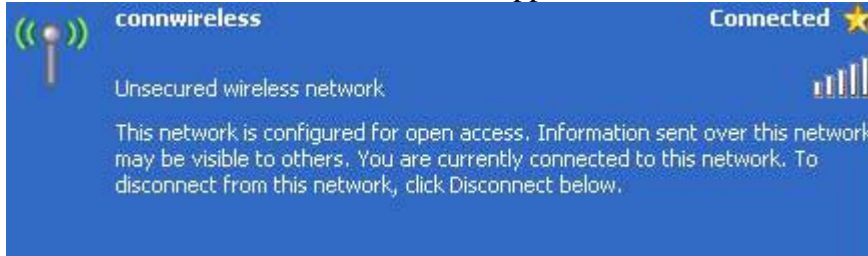 connwireless Connected
Unsecured wireless network
This network is configured for open access. Information sent over this network
may be visible to others. You are currently connected to this network. To
disconnect from this network, click Disconnect below.